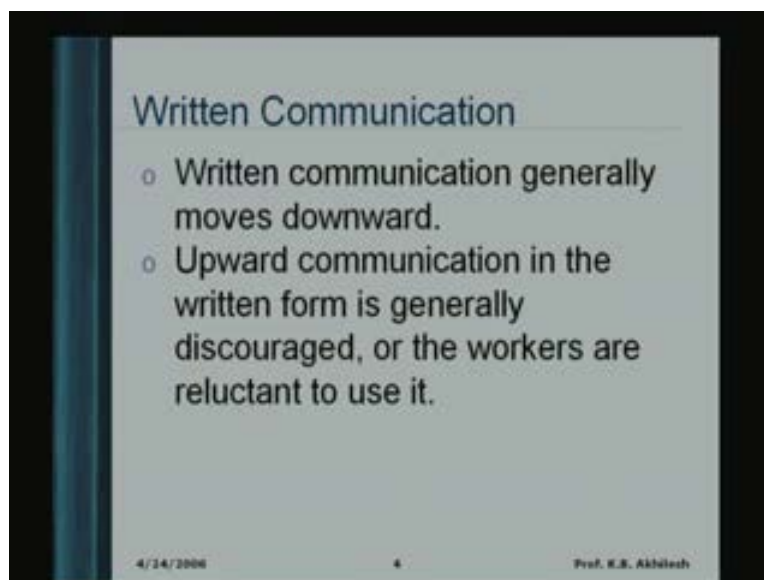 Written Communication
o Written communication generally
moves downward.
o Upward communication in the
written form is generally
discouraged, or the workers are
reluctant to use it.
4/24/2006 4 Prof. K.B. Akhilesh